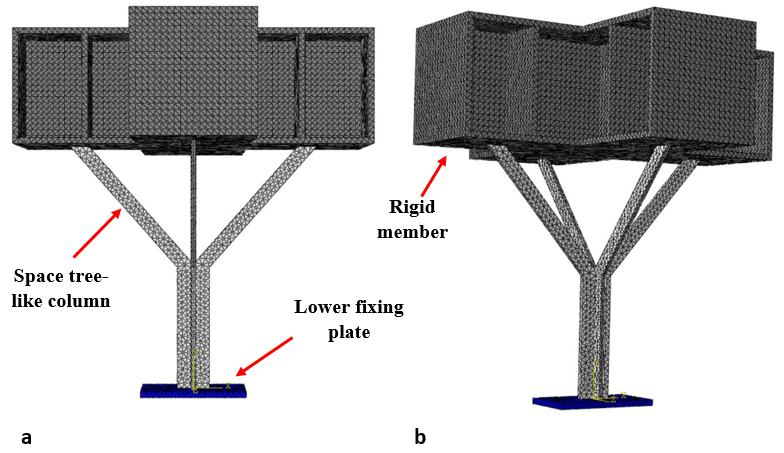 Rigid
member
Space tree-
like column
Lower fixing
plate
X
X
a
b